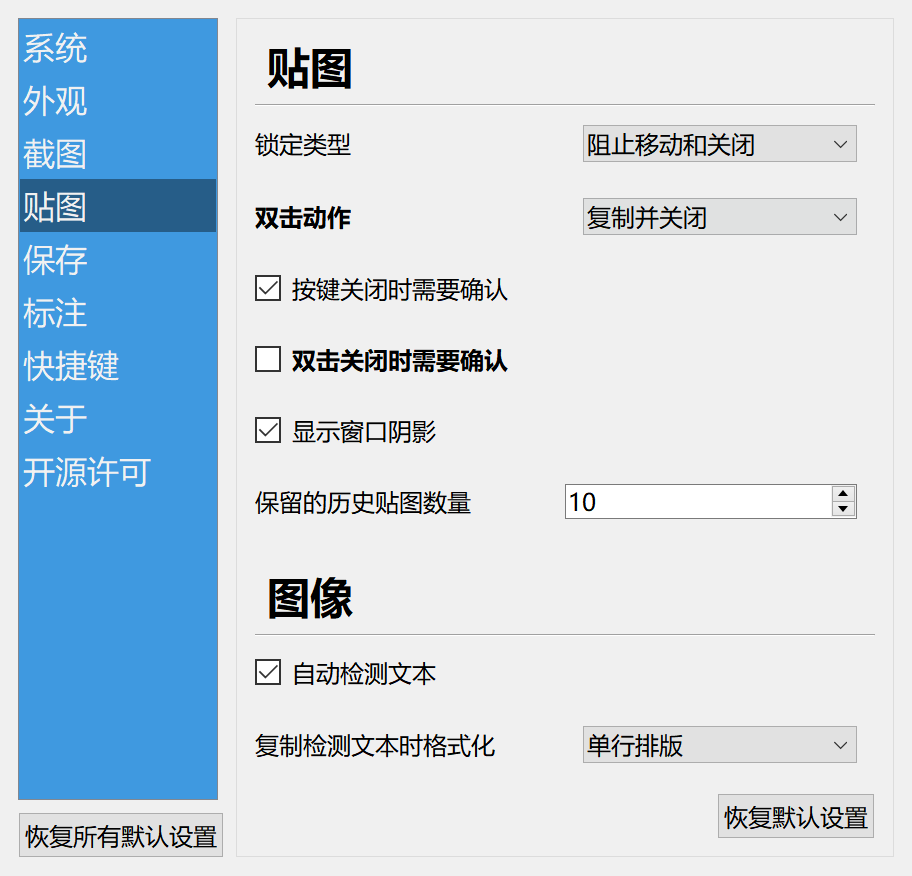 系统
外观
截图
贴图
保存
标注
快捷键
关于
开源许可
恢复所有默认设置
贴图
锁定类型 阻止移动和关闭
双击动作 复制并关闭
按键关闭时需要确认
双击关闭时需要确认
显示窗口阴影
保留的历史贴图数量 10
图像
自动检测文本
复制检测文本时格式化 单行排版
恢复默认设置